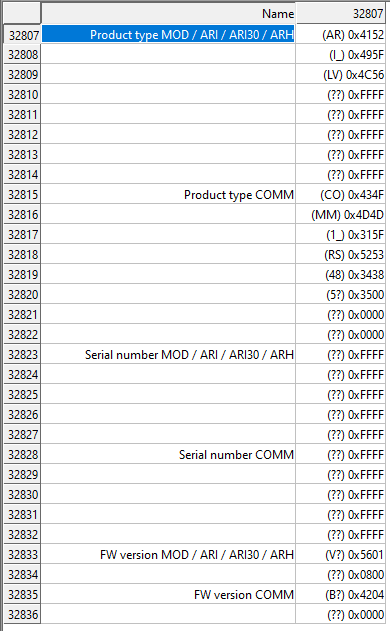 Name 32807
32807 Product type MOD / ARI / ARI30 / ARH (AR) 0x4152
32808 (I_) 0x495F
32809 (LV) 0x4C56
32810 (??) 0xFFFF
32811 (??) 0xFFFF
32812 (??) 0xFFFF
32813 (??) 0xFFFF
32814 (??) 0xFFFF
32815 Product type COMM (CO) 0x434F
32816 (MM) 0x4D4D
32817 (1_) 0x315F
32818 (RS) 0x5253
32819 (48) 0x3438
32820 (5?) 0x3500
32821 (??) 0x0000
32822 (??) 0x0000
32823 Serial number MOD / ARI / ARI30 / ARH (??) 0xFFFF
32824 (??) 0xFFFF
32825 (??) 0xFFFF
32826 (??) 0xFFFF
32827 (??) 0xFFFF
32828 Serial number COMM (??) 0xFFFF
32829 (??) 0xFFFF
32830 (??) 0xFFFF
32831 (??) 0xFFFF
32832 (??) 0xFFFF
32833 FW version MOD / ARI / ARI30 / ARH (V?) 0x5601
32834 (??) 0x0800
32835 FW version COMM (B?) 0x4204
32836 (??) 0x0000